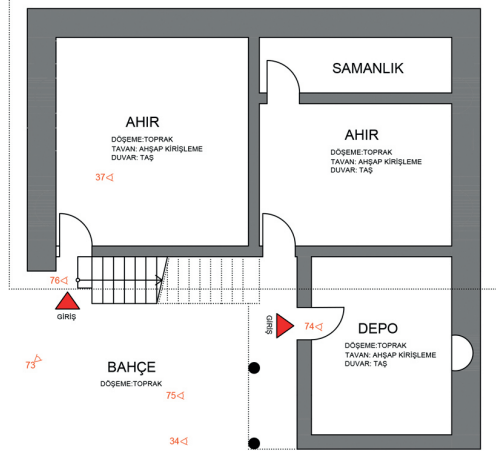 SAMANLIK
AHIR
DÖŞEME:TOPRAK
TAVAN: AHŞAP KİRİŞLEME
DUVAR: TAŞ
37
AHIR
DÖŞEME:TOPRAK
TAVAN: AHŞAP KİRİŞLEME
DUVAR: TAŞ
76
GİRİŞ
GİRİŞ
74
DEPO
DÖŞEME:TOPRAK
TAVAN: AHŞAP KİRİŞLEME
DUVAR: TAŞ
73
BAHÇE
DÖŞEME:TOPRAK
75
34